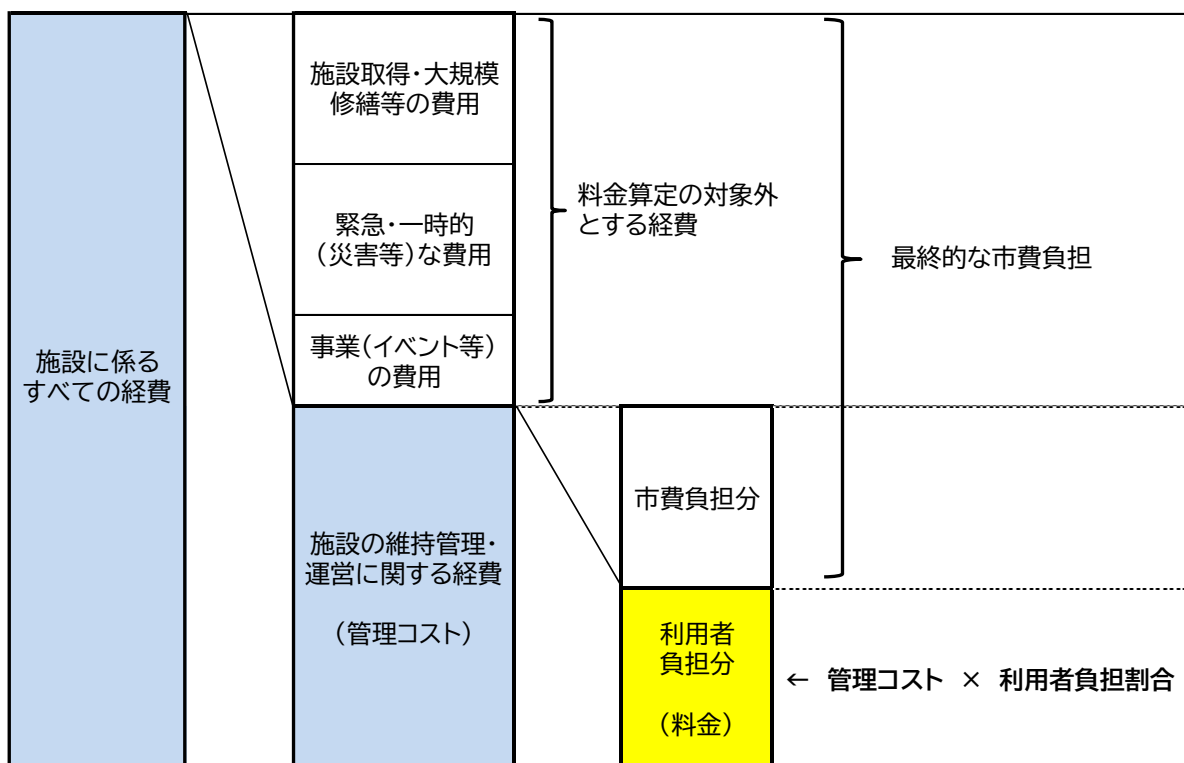 施設に係る
すべての経費
施設取得・大規模
修繕等の費用
緊急・一時的
（災害等）な費用
事業（イベント等）
の費用
施設の維持管理・
運営に関する経費
（管理コスト）
料金算定の対象外
とする経費
市費負担分
利用者
負担分
（料金）
最終的な市費負担
← 管理コスト × 利用者負担割合